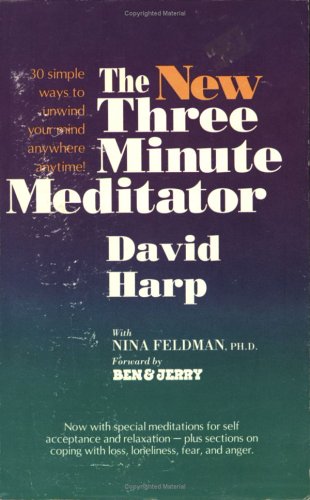 30 simple
ways to
unwind
your mind
anywhere
anytime!
The New
Three
Minute
Meditator
David
Harp
With
NINA FELDMAN, PH.D.
Forward by
BEN & JERRY
Now with special meditations for self
acceptance and relaxation — plus sections on
coping with loss, loneliness, fear, and anger.